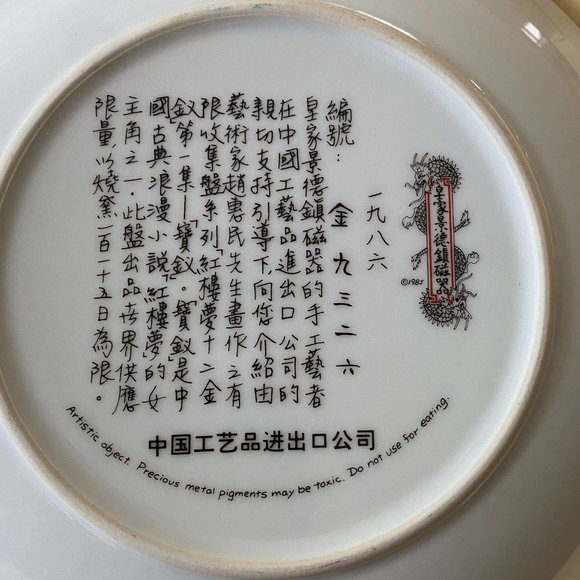 皇家景德鎮磁器
©1985
一九八六
編號：金九三二六
皇家景德鎮磁器的手工藝者
在中國工藝品進出口公司的
親切支持引導下向您介紹由
藝術家趙惠民先生畫作之有
限收集盤系列「紅樓夢十二金
釵」第一集—「寶釵」。「寶釵」是中
國古典浪漫小說「紅樓夢」的女
主角之一．此盤出品世界供應
限量，以燒窯一百一十五日為限。
中国工艺品进出口公司
Artistic object. Precious metal pigments may be toxic. Do not use for eating.